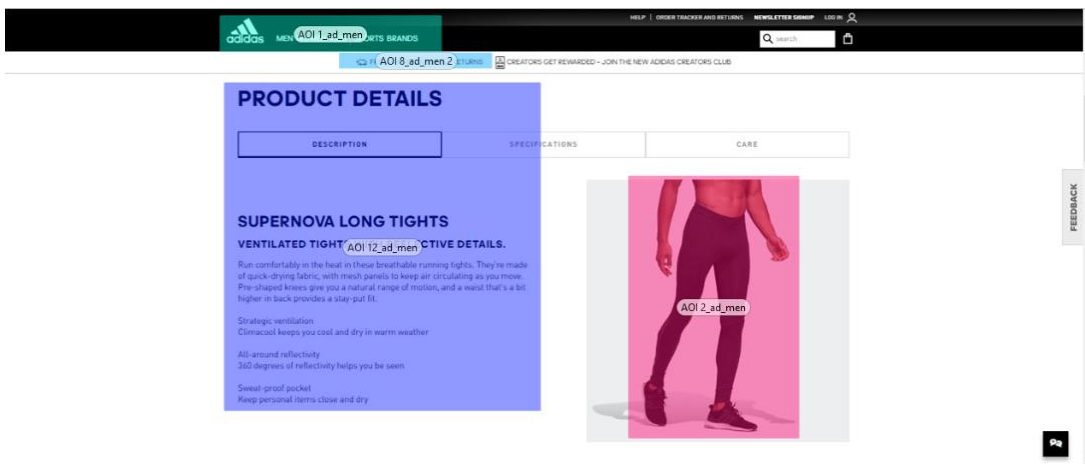 HELP | ORDER TRACKER AND RETURNS NEWSLETTER SIGNUP LOG IN
adidas MEN AOI 1_ad_men ORTS BRANDS
search
AOI 8_ad_men 2 TURNS CREATORS GET REWARDED – JOIN THE NEW ADIDAS CREATORS CLUB
PRODUCT DETAILS
DESCRIPTION SPECIFICATIONS CARE
FEEDBACK
SUPERNOVA LONG TIGHTS
VENTILATED TIGHT AOI 12_ad_men CTIVE DETAILS.
Run comfortably in the heat in these breathable running tights. They're made
of quick-drying fabric, with mesh panels to keep air circulating as you move.
Pre-shaped knees give you a natural range of motion, and a waist that's a bit
higher in back provides a stay-put fit.
AOI 2_ad_men
Strategic ventilation
Climacool keeps you cool and dry in warm weather
All-around reflectivity
360 degrees of reflectivity helps you be seen
Sweat-proof pocket
Keep personal items close and dry